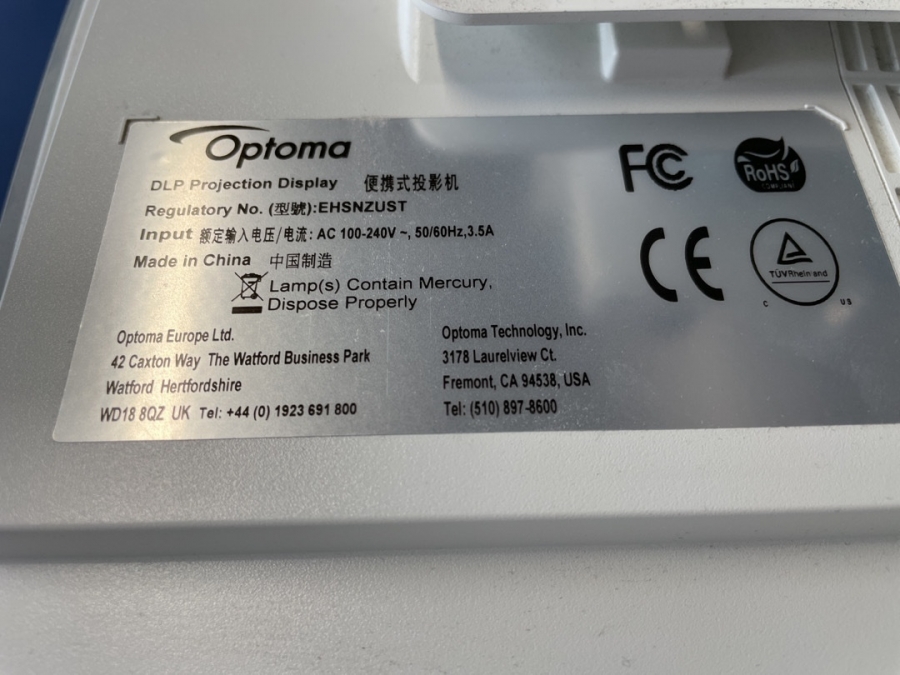 Optoma
DLP Projection Display 便携式投影机
Regulatory No. (型號):EHSNZUST
Input 额定输入电压/电流: AC 100-240V ~, 50/60Hz,3.5A
Made in China 中国制造
Lamp(s) Contain Mercury,
Dispose Properly
Optoma Europe Ltd.
42 Caxton Way The Watford Business Park
Watford Hertfordshire
WD18 8QZ UK Tel: +44 (0) 1923 691 800
Optoma Technology, Inc.
3178 Laurelview Ct.
Fremont, CA 94538, USA
Tel: (510) 897-8600
FC
RoHS
COMPLIANT
CE
TÜVRheinland
C US